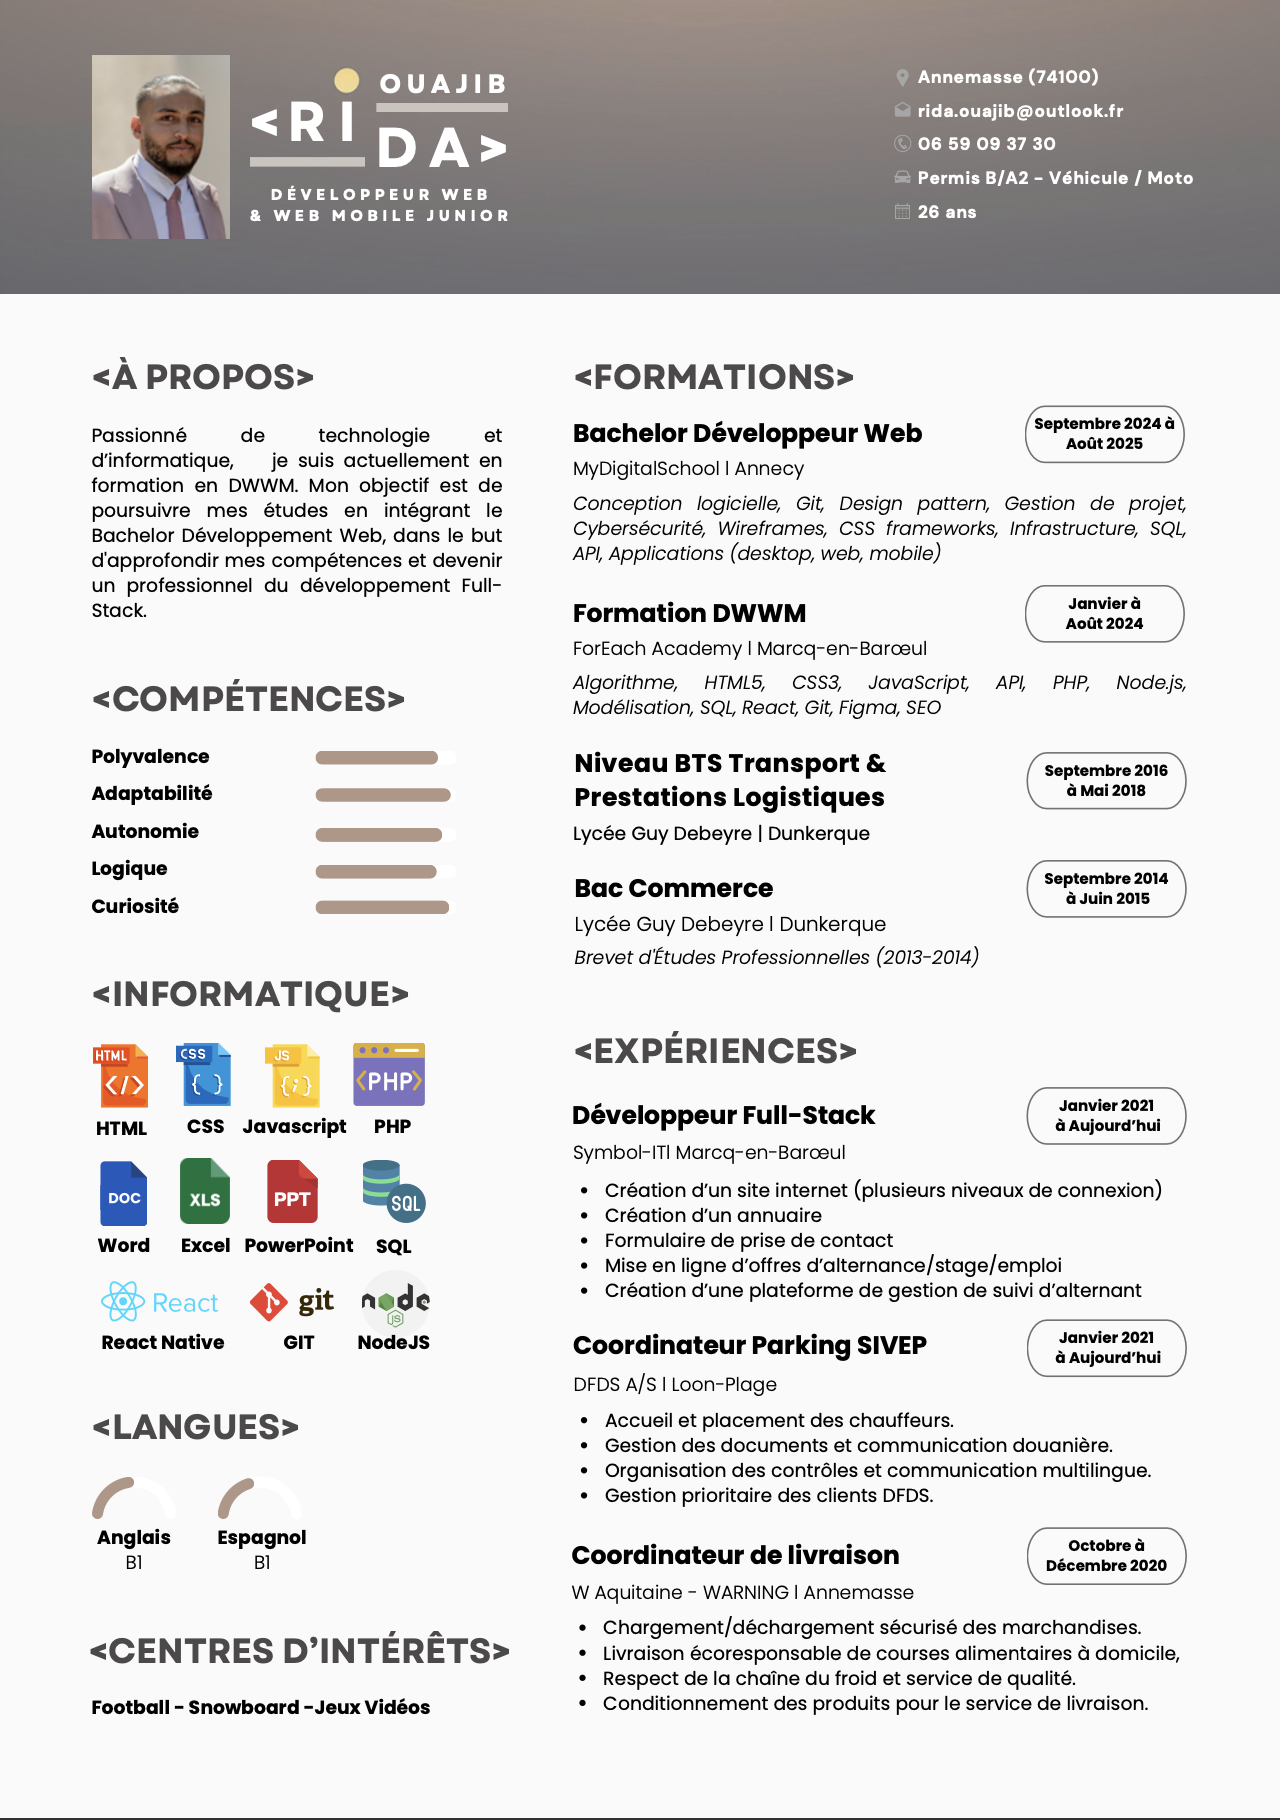 OUAJIB
<RI
DA>
DÉVELOPPEUR WEB
& WEB MOBILE JUNIOR
Annemasse (74100)
rida.ouajib@outlook.fr
06 59 09 37 30
Permis B/A2 - Véhicule / Moto
26 ans
<À PROPOS>
Passionné de technologie et
d’informatique, je suis actuellement en
formation en DWWM. Mon objectif est de
poursuivre mes études en intégrant le
Bachelor Développement Web, dans le but
d'approfondir mes compétences et devenir
un professionnel du développement Full-
Stack.
<COMPÉTENCES>
Polyvalence
Adaptabilité
Autonomie
Logique
Curiosité
<INFORMATIQUE>
HTML
CSS
JS
<PHP>
</>
{ }
{;}
HTML
CSS
Javascript
PHP
DOC
XLS
PPT
SQL
Word
Excel
PowerPoint
SQL
React
git
node
JS
React Native
GIT
NodeJS
<LANGUES>
Anglais
B1
Espagnol
B1
<CENTRES D’INTÉRÊTS>
Football - Snowboard -Jeux Vidéos
<FORMATIONS>
Bachelor Développeur Web
Septembre 2024 à
Août 2025
MyDigitalSchool l Annecy
Conception logicielle, Git, Design pattern, Gestion de projet,
Cybersécurité, Wireframes, CSS frameworks, Infrastructure, SQL,
API, Applications (desktop, web, mobile)
Formation DWWM
Janvier à
Août 2024
ForEach Academy l Marcq-en-Barœul
Algorithme, HTML5, CSS3, JavaScript, API, PHP, Node.js,
Modélisation, SQL, React, Git, Figma, SEO
Niveau BTS Transport &
Prestations Logistiques
Septembre 2016
à Mai 2018
Lycée Guy Debeyre | Dunkerque
Bac Commerce
Septembre 2014
à Juin 2015
Lycée Guy Debeyre l Dunkerque
Brevet d'Études Professionnelles (2013-2014)
<EXPÉRIENCES>
Développeur Full-Stack
Janvier 2021
à Aujourd’hui
Symbol-ITl Marcq-en-Barœul
• Création d’un site internet (plusieurs niveaux de connexion)
• Création d’un annuaire
• Formulaire de prise de contact
• Mise en ligne d’offres d’alternance/stage/emploi
• Création d’une plateforme de gestion de suivi d’alternant
Coordinateur Parking SIVEP
Janvier 2021
à Aujourd’hui
DFDS A/S l Loon-Plage
• Accueil et placement des chauffeurs.
• Gestion des documents et communication douanière.
• Organisation des contrôles et communication multilingue.
• Gestion prioritaire des clients DFDS.
Coordinateur de livraison
Octobre à
Décembre 2020
W Aquitaine - WARNING l Annemasse
• Chargement/déchargement sécurisé des marchandises.
• Livraison écoresponsable de courses alimentaires à domicile,
• Respect de la chaîne du froid et service de qualité.
• Conditionnement des produits pour le service de livraison.